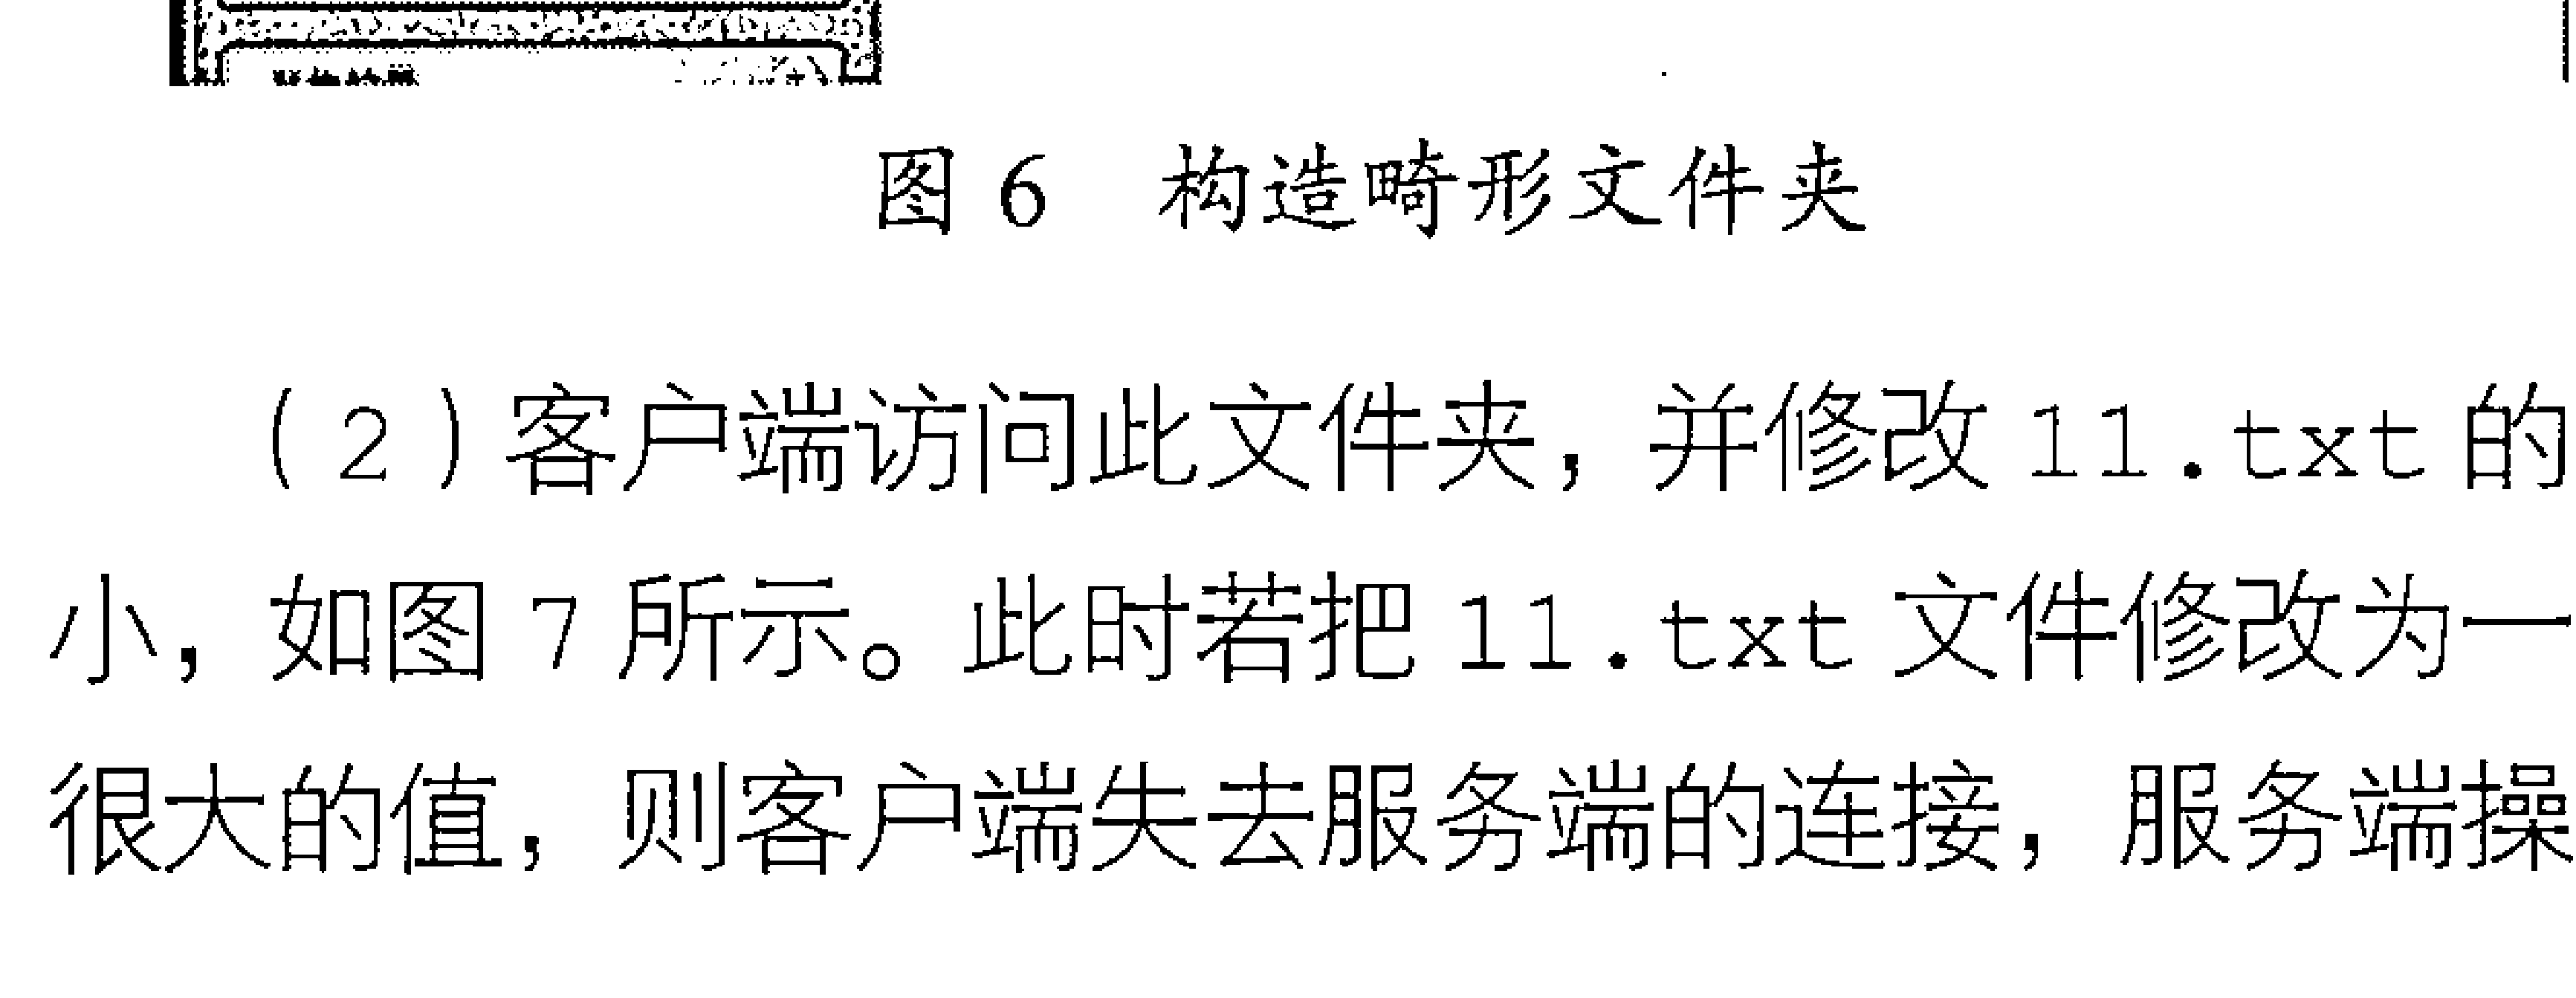 图 6 构造畸形文件夹
(2)客户端访问此文件夹，并修改 11.txt 的
小，如图 7 所示。此时若把 11.txt 文件修改为一
很大的值，则客户端失去服务端的连接，服务端操